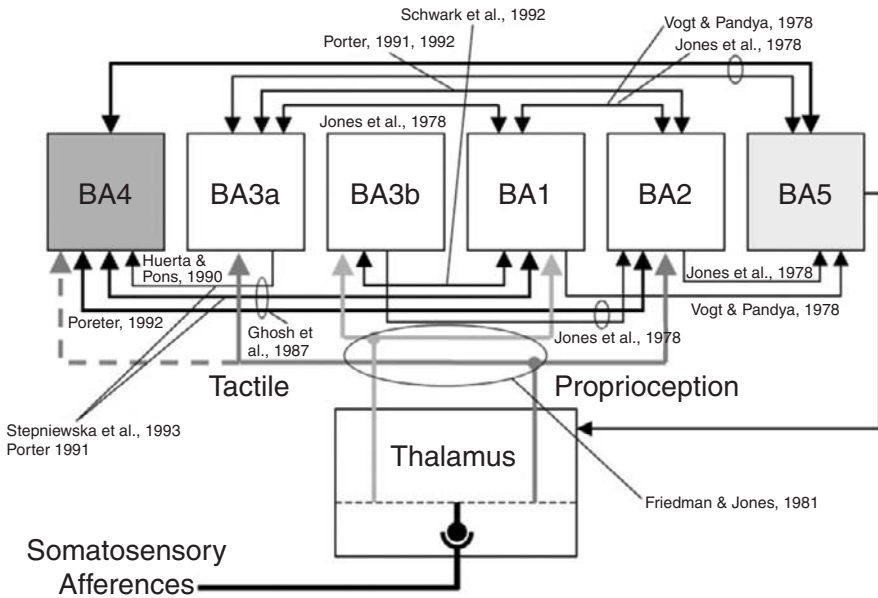 Schwark et al., 1992
Vogt & Pandya, 1978
Porter, 1991, 1992
Jones et al., 1978
Jones et al., 1978
BA4
BA3a
BA3b
BA1
BA2
BA5
Huerta &
Pons, 1990
Jones et al., 1978
Vogt & Pandya, 1978
Poreter, 1992
Ghosh et
al., 1987
Jones et al., 1978
Tactile
Proprioception
Stepniewska et al., 1993
Porter 1991
Thalamus
Friedman & Jones, 1981
Somatosensory
Afferences